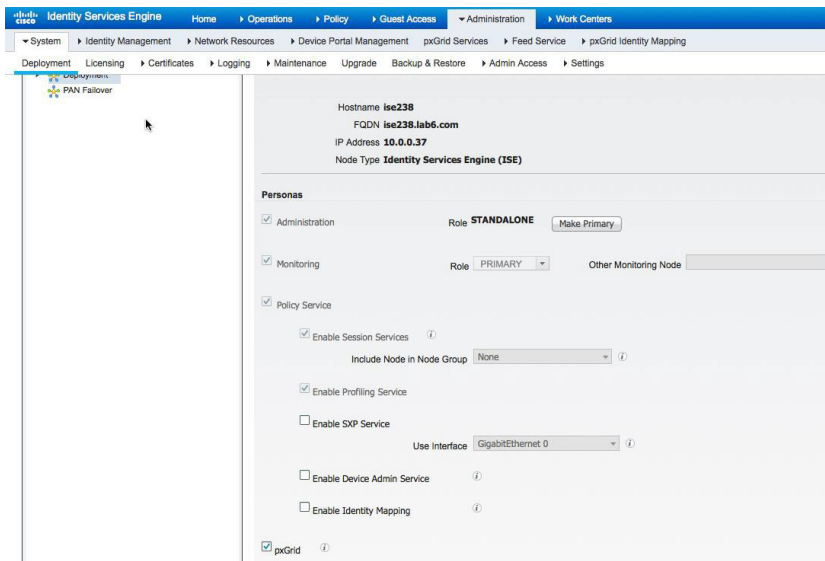 CISCO Identity Services Engine Home Operations Policy Guest Access Administration Work Centers
System Identity Management Network Resources Device Portal Management pxGrid Services Feed Service pxGrid Identity Mapping
Deployment Licensing Certificates Logging Maintenance Upgrade Backup & Restore Admin Access Settings
Deployment
PAN Failover
Hostname ise238
FQDN ise238.lab6.com
IP Address 10.0.0.37
Node Type Identity Services Engine (ISE)
Personas
Administration Role STANDALONE Make Primary
Monitoring Role PRIMARY Other Monitoring Node
Policy Service
Enable Session Services
Include Node in Node Group None
Enable Profiling Service
Enable SXP Service
Use Interface GigabitEthernet 0
Enable Device Admin Service
Enable Identity Mapping
pxGrid